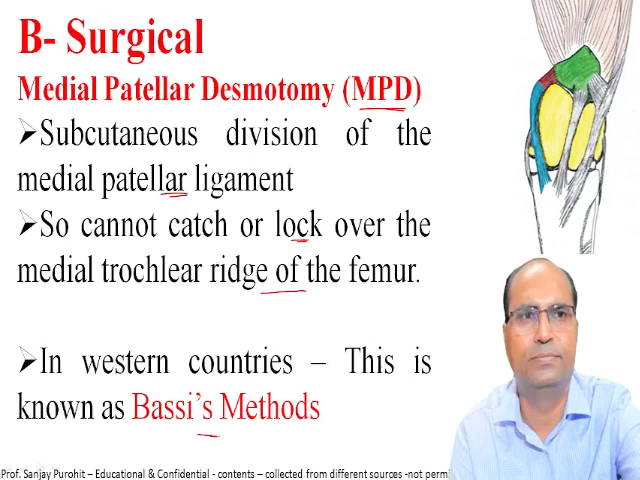 B- Surgical
Medial Patellar Desmotomy (MPD)
➢Subcutaneous division of the
medial patellar ligament
➢So cannot catch or lock over the
medial trochlear ridge of the femur.
➢In western countries – This is
known as Bassi's Methods
Prof. Sanjay Purohit – Educational & Confidential - contents – collected from different sources -not permi